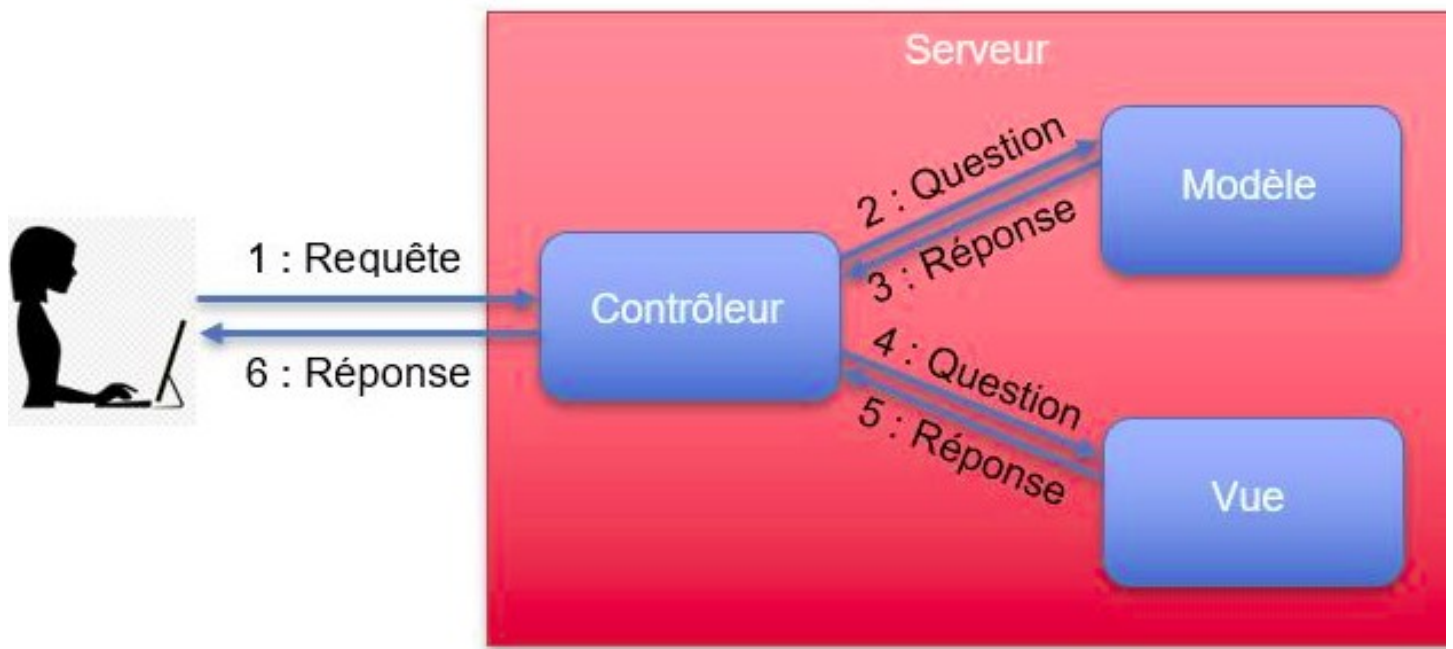 Serveur
1 : Requête
6 : Réponse
Contrôleur
2 : Question
3 : Réponse
Modèle
4 : Question
5 : Réponse
Vue